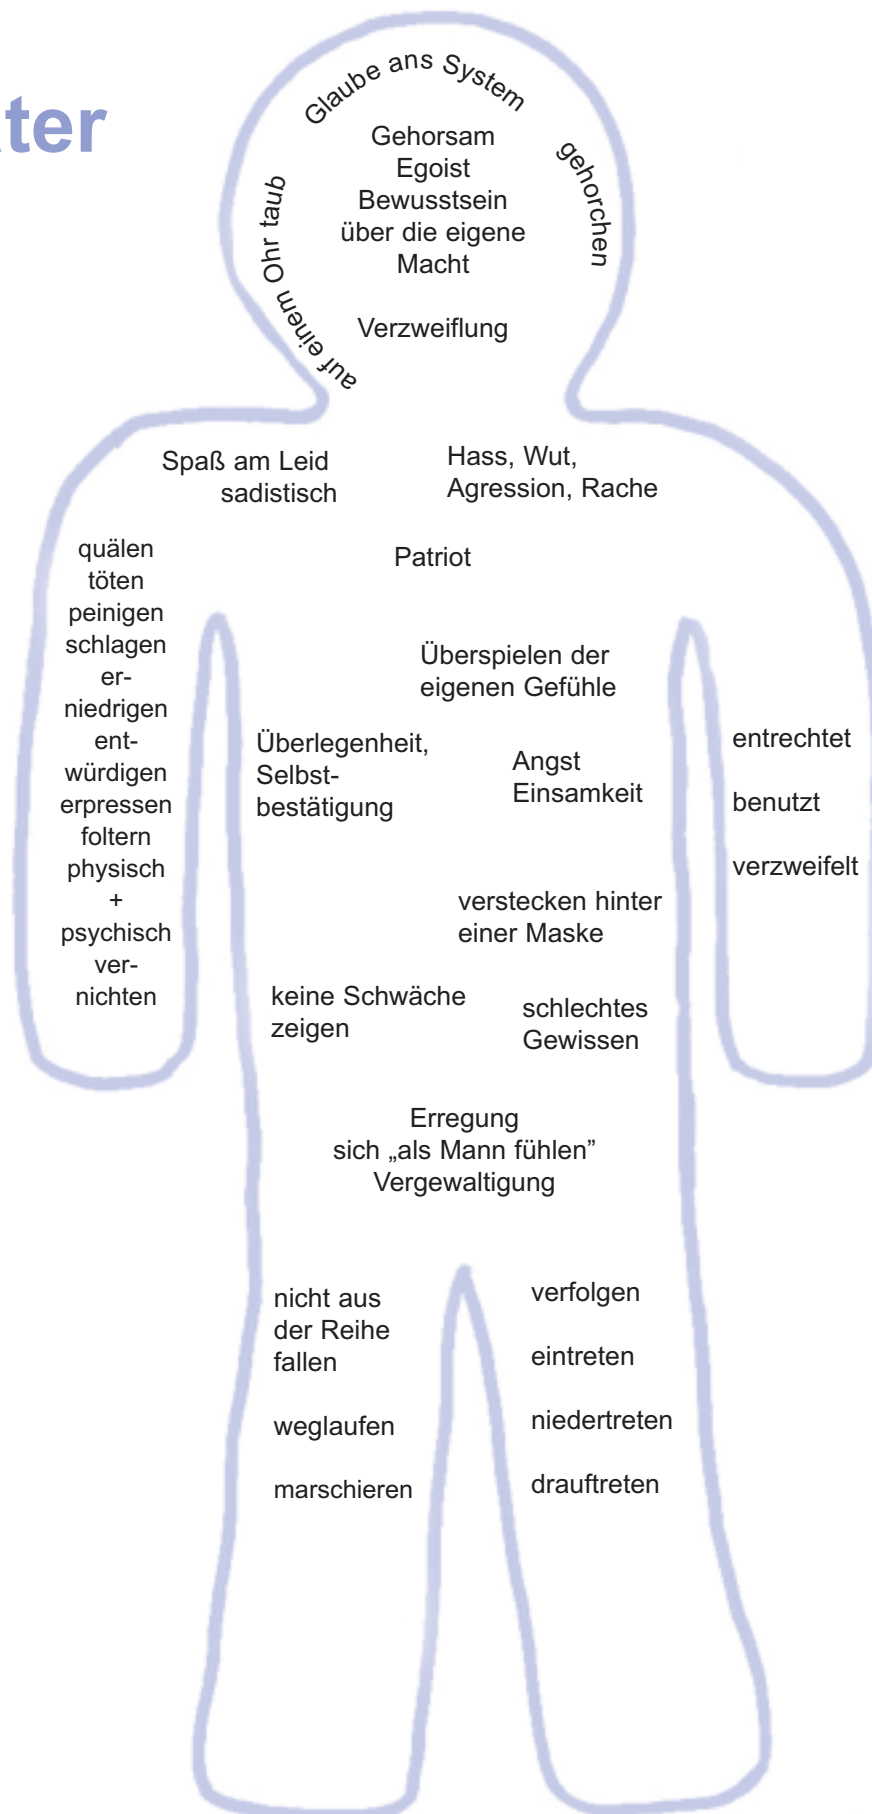 ter
Glaube ans System
gehorchen
auf einem Ohr taub
Gehorsam
Egoist
Bewusstsein
über die eigene
Macht
Verzweiflung
Spaß am Leid
sadistisch
Hass, Wut,
Agression, Rache
Patriot
quälen
töten
peinigen
schlagen
er-
niedrigen
ent-
würdigen
erpressen
foltern
physisch
+
psychisch
ver-
nichten
Überspielen der
eigenen Gefühle
Überlegenheit,
Selbst-
bestätigung
Angst
Einsamkeit
entrechtet
benutzt
verzweifelt
verstecken hinter
einer Maske
keine Schwäche
zeigen
schlechtes
Gewissen
Erregung
sich „als Mann fühlen”
Vergewaltigung
nicht aus
der Reihe
fallen
weglaufen
marschieren
verfolgen
eintreten
niedertreten
drauftreten